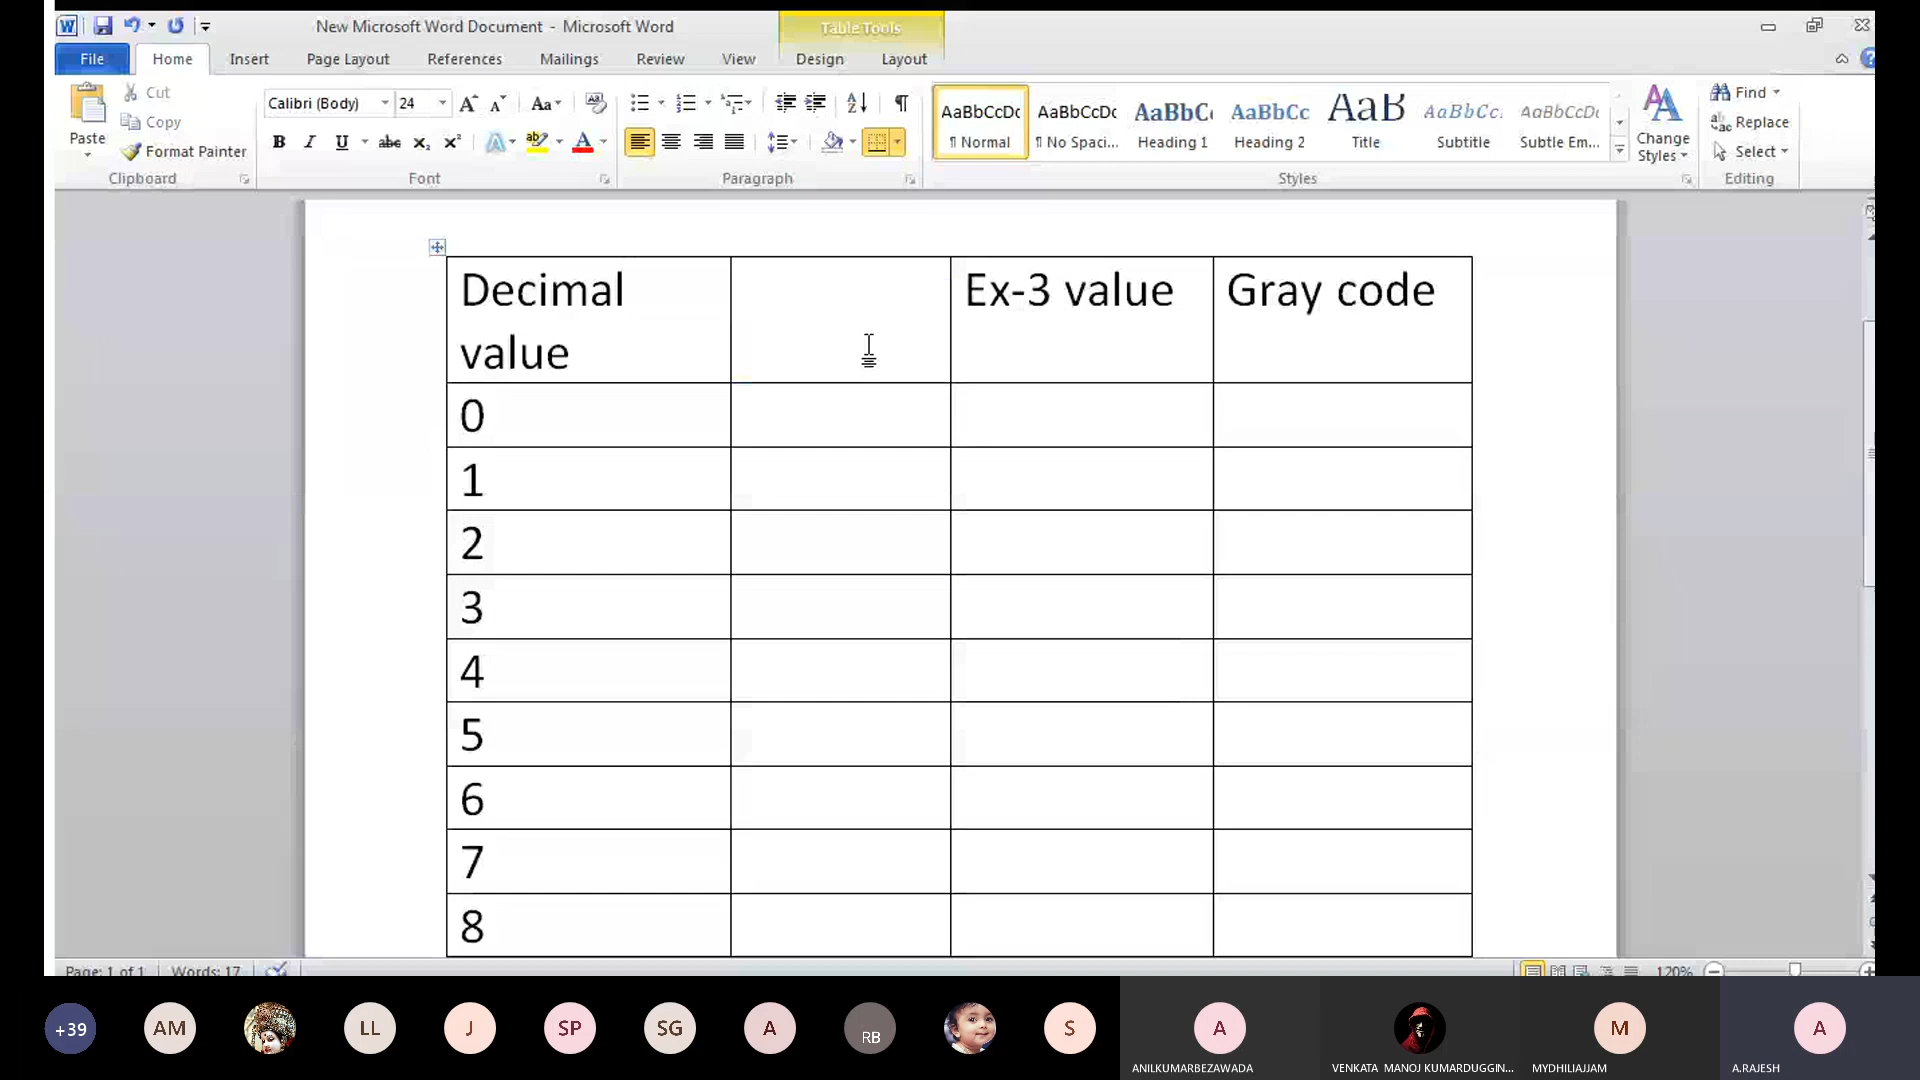 New Microsoft Word Document - Microsoft Word
Table Tools
File Home Insert Page Layout References Mailings Review View Design Layout
Paste
Cut
Copy
Format Painter
Clipboard
Calibri (Body) 24
Font
Paragraph
AaBbCcDc AaBbCcDc AaBbC AaBbCc AaB AaBbCc. AaBbCcDc
¶ Normal ¶ No Spaci... Heading 1 Heading 2 Title Subtitle Subtle Em...
Change Styles
Styles
Find
Replace
Select
Editing
Decimal value Ex-3 value Gray code
0
1
2
3
4
5
6
7
8
Page: 1 of 1 Words: 17 120%
+39 AM LL J SP SG A RB S A M A
ANILKUMARBEZAWADA VENKATA MANOJ KUMARDUGGIN... MYDHILIAJJAM A.RAJESH